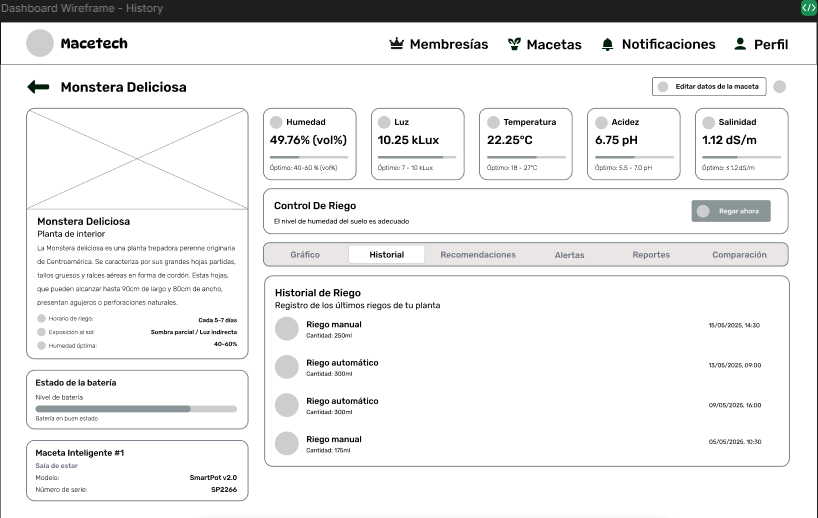 Dashboard Wireframe - History
</>
Macetech
Membresías
Macetas
Notificaciones
Perfil
Monstera Deliciosa
Editar datos de la maceta
Monstera Deliciosa
Planta de interior
La Monstera deliciosa es una planta trepadora perenne originaria
de Centroamérica. Se caracteriza por sus grandes hojas partidas,
tallos gruesos y raíces aéreas en forma de cordón. Estas hojas,
que pueden alcanzar hasta 90cm de largo y 80cm de ancho,
presentan agujeros o perforaciones naturales.
Horario de riego: Cada 5-7 días
Exposición al sol: Sombra parcial / Luz indirecta
Humedad óptima: 40-60%
Estado de la batería
Nivel de batería
Batería en buen estado
Maceta Inteligente #1
Sala de estar
Modelo: SmartPot v2.0
Número de serie: SP2266
Humedad
49.76% (vol%)
Óptimo: 40-60 % (vol%)
Luz
10.25 kLux
Óptimo: 7 - 10 kLux
Temperatura
22.25°C
Óptimo: 18 - 27°C
Acidez
6.75 pH
Óptimo: 5.5 - 7.0 pH
Salinidad
1.12 dS/m
Óptimo: ≤ 1.2 dS/m
Control De Riego
El nivel de humedad del suelo es adecuado
Regar ahora
Gráfico
Historial
Recomendaciones
Alertas
Reportes
Comparación
Historial de Riego
Registro de los últimos riegos de tu planta
Riego manual
Cantidad: 250ml
15/05/2025, 14:30
Riego automático
Cantidad: 300ml
13/05/2025, 09:00
Riego automático
Cantidad: 300ml
09/05/2025, 16:00
Riego manual
Cantidad: 175ml
05/05/2025, 10:30